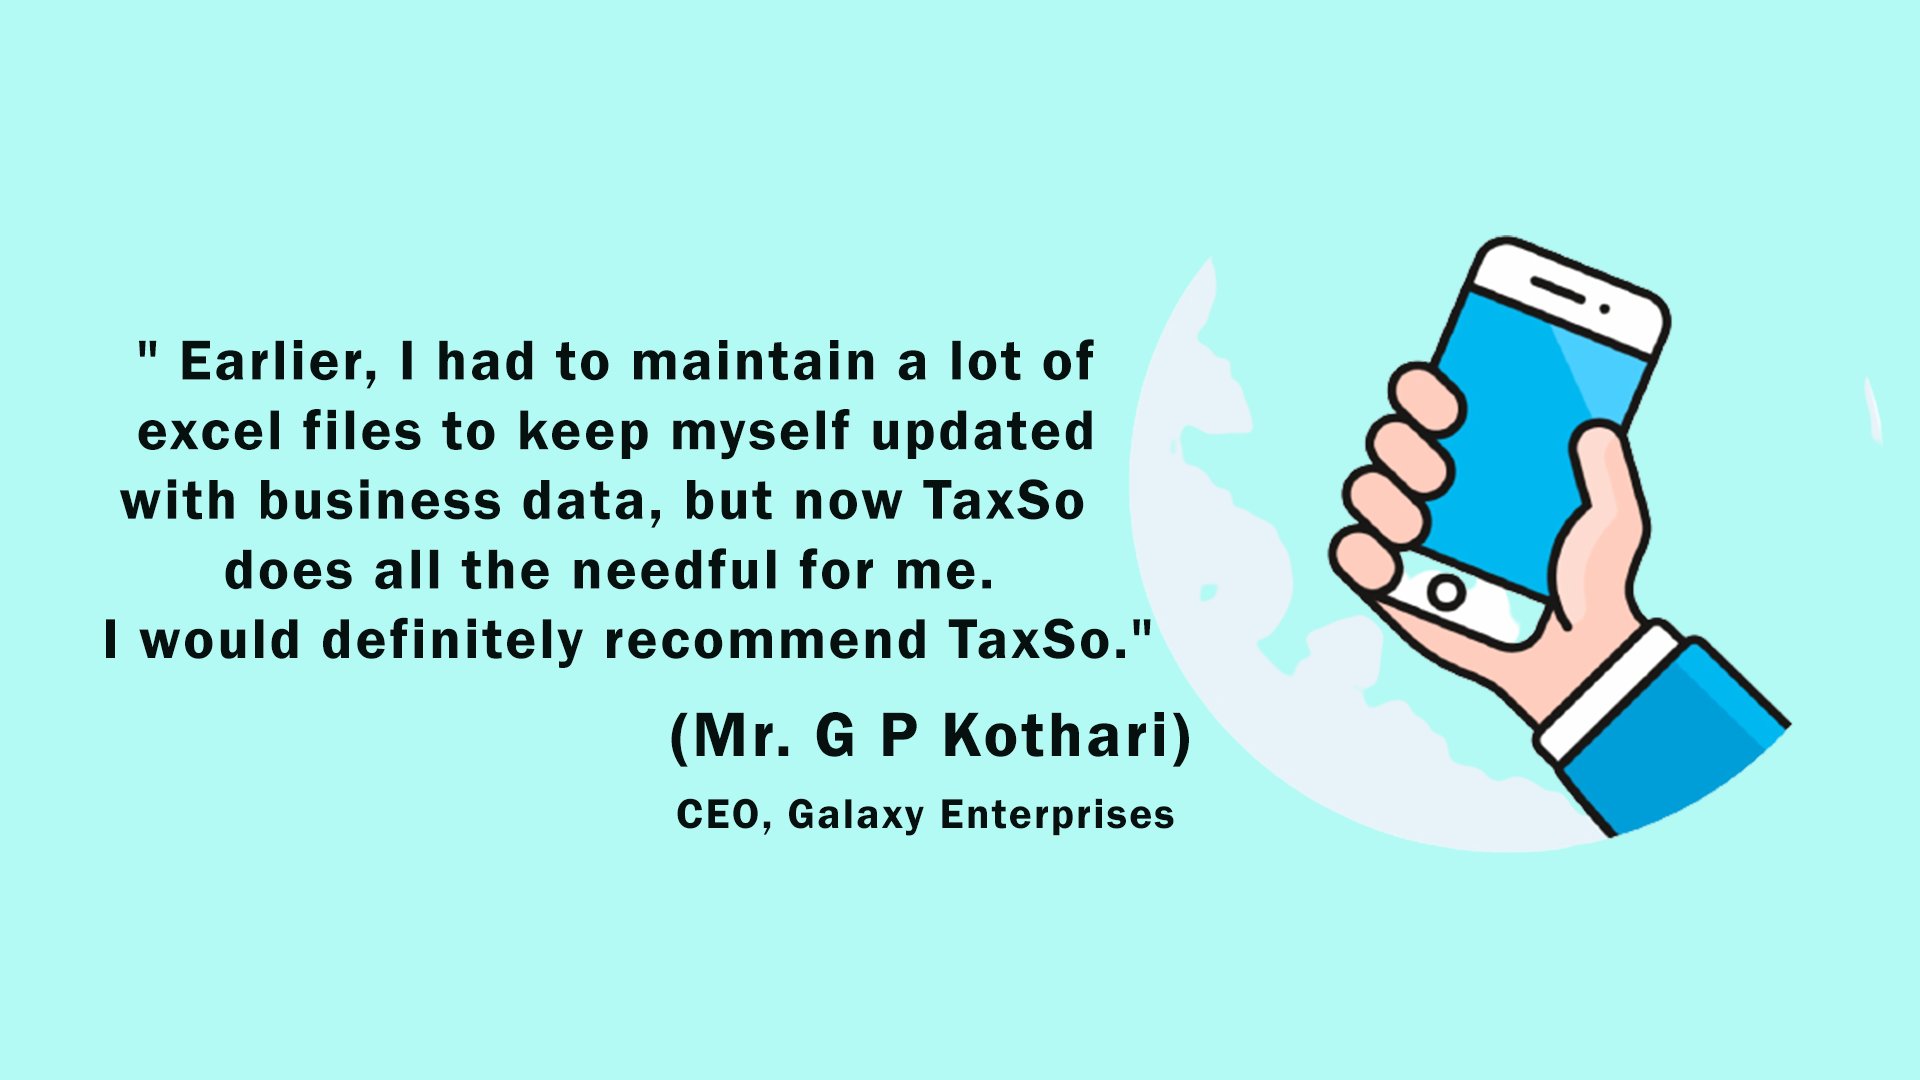 " Earlier, I had to maintain a lot of
excel files to keep myself updated
with business data, but now TaxSo
does all the needful for me.
I would definitely recommend TaxSo."
(Mr. G P Kothari)
CEO, Galaxy Enterprises